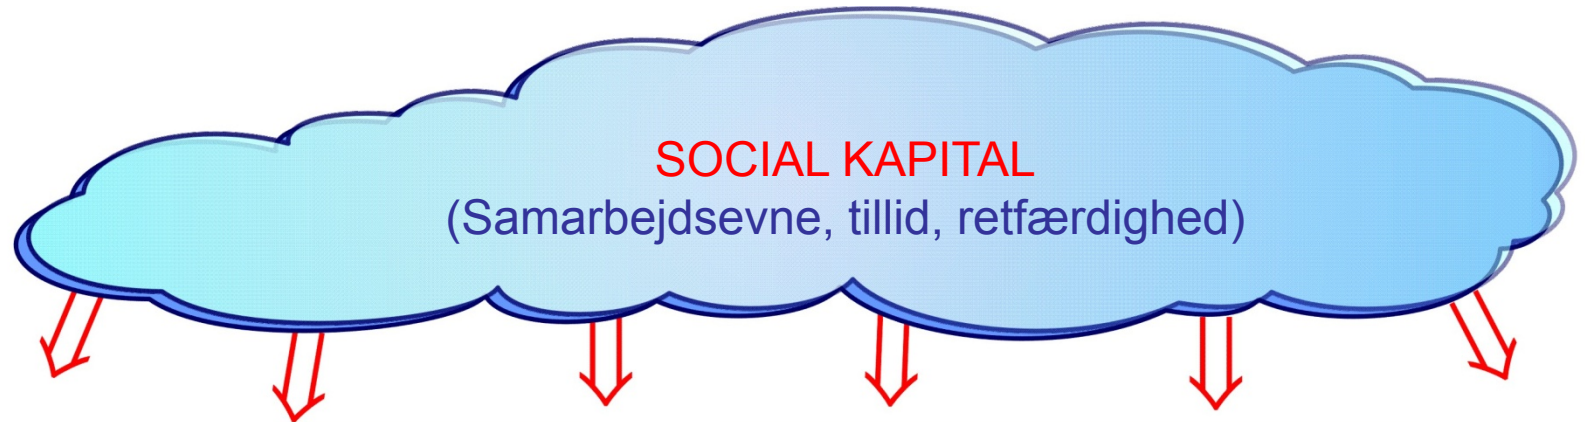 SOCIAL KAPITAL
(Samarbejdsevne, tillid, retfærdighed)